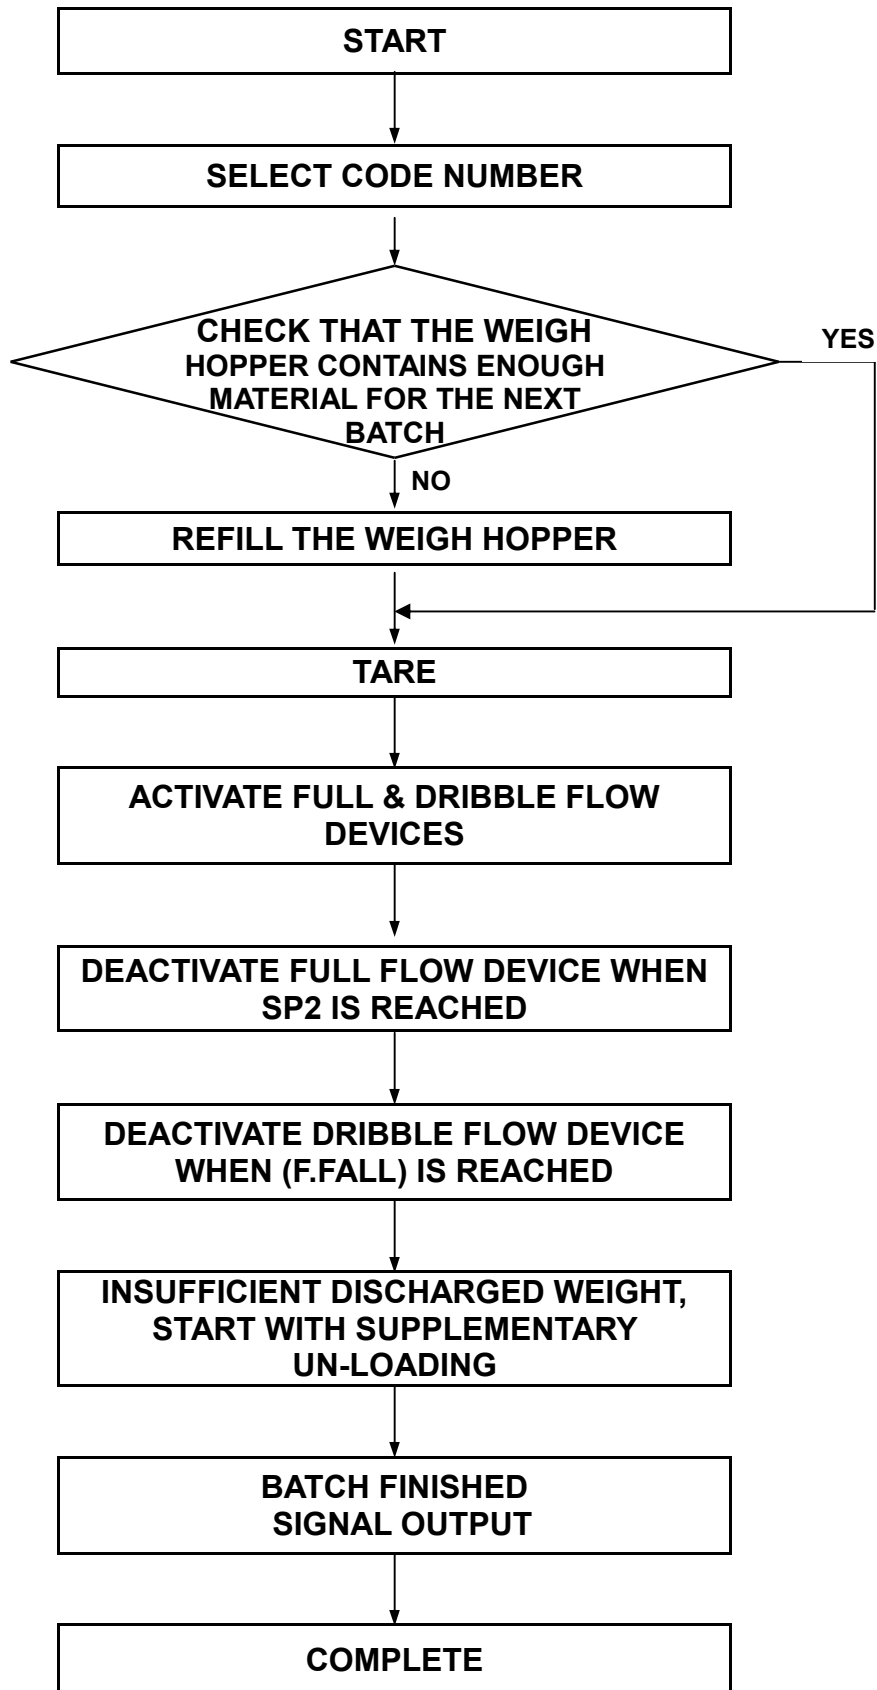 START
SELECT CODE NUMBER
CHECK THAT THE WEIGH
HOPPER CONTAINS ENOUGH
MATERIAL FOR THE NEXT
BATCH
YES
NO
REFILL THE WEIGH HOPPER
TARE
ACTIVATE FULL & DRIBBLE FLOW
DEVICES
DEACTIVATE FULL FLOW DEVICE WHEN
SP2 IS REACHED
DEACTIVATE DRIBBLE FLOW DEVICE
WHEN (F.FALL) IS REACHED
INSUFFICIENT DISCHARGED WEIGHT,
START WITH SUPPLEMENTARY
UN-LOADING
BATCH FINISHED
SIGNAL OUTPUT
COMPLETE